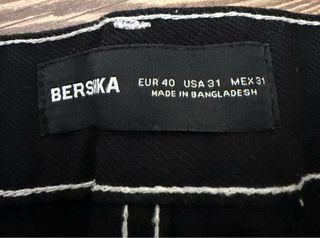 BERSHKA
EUR 40 USA 31 MEX 31
MADE IN BANGLADESH